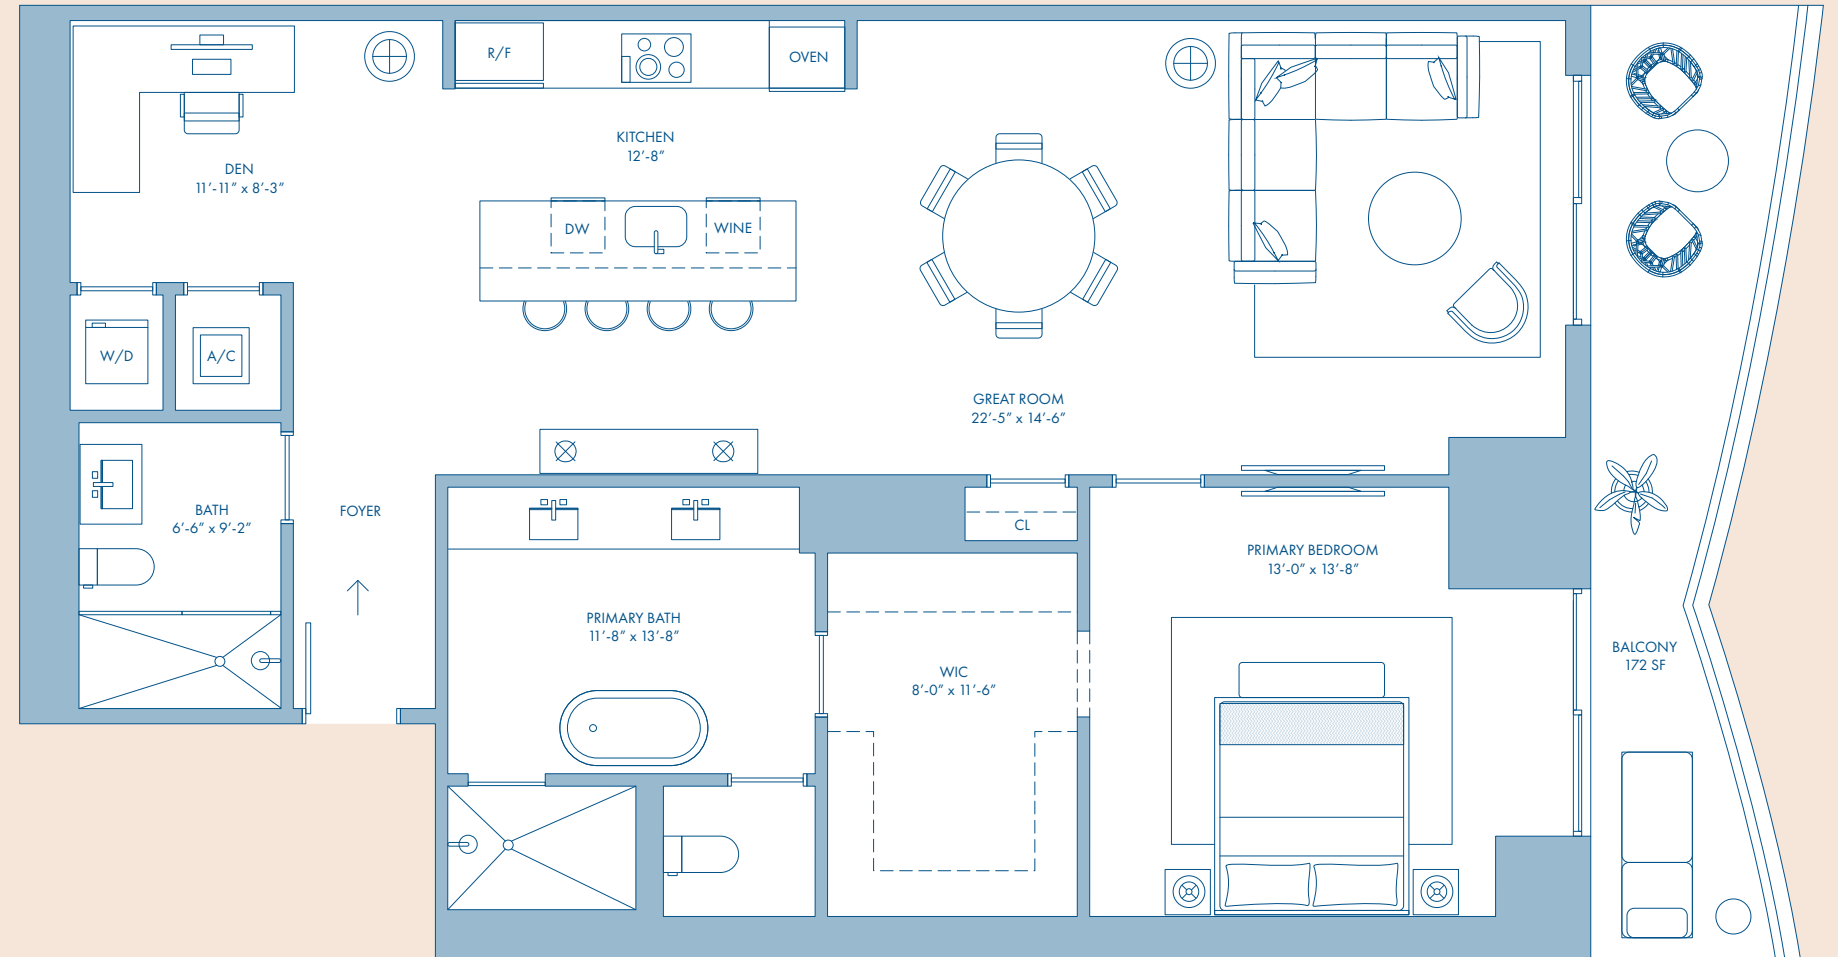 R/F
OVEN
KITCHEN
12'-8"
DEN
11'-11" x 8'-3"
DW
WINE
W/D
A/C
GREAT ROOM
22'-5" x 14'-6"
BATH
6'-6" x 9'-2"
FOYER
CL
PRIMARY BEDROOM
13'-0" x 13'-8"
PRIMARY BATH
11'-8" x 13'-8"
WIC
8'-0" x 11'-6"
BALCONY
172 SF